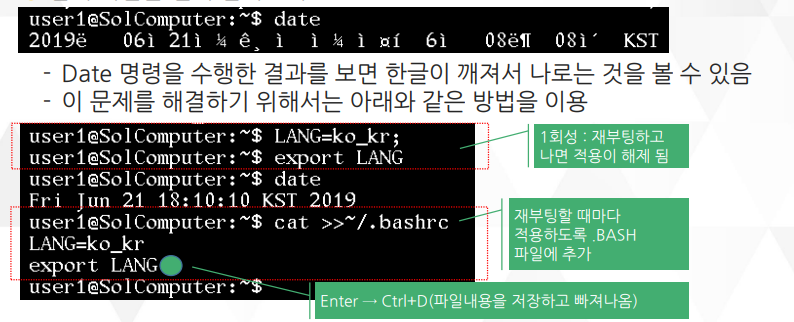 user1@SolComputer:~$ date
2019ë 06ì 21ì ¼ ê¸ ì ì ¼ ì ¤í 6ì 08ë¶ 08ì´ KST
- Date 명령을 수행한 결과를 보면 한글이 깨져서 나로는 것을 볼 수 있음
- 이 문제를 해결하기 위해서는 아래와 같은 방법을 이용
user1@SolComputer:~$ LANG=ko_kr;
user1@SolComputer:~$ export LANG
1회성 : 재부팅하고
나면 적용이 해제 됨
user1@SolComputer:~$ date
Fri Jun 21 18:10:10 KST 2019
user1@SolComputer:~$ cat >>~/.bashrc
LANG=ko_kr
export LANG
user1@SolComputer:~$
재부팅할 때마다
적용하도록 .BASH
파일에 추가
Enter → Ctrl+D(파일내용을 저장하고 빠져나옴)